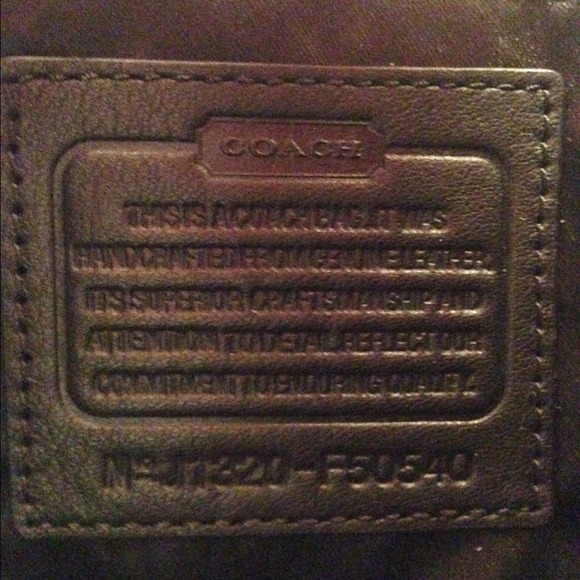 COACH
THIS IS A COACH BAG. IT WAS
HANDCRAFTED FROM GENUINE LEATHER.
ITS SUPERIOR CRAFTSMANSHIP AND
ATTENTION TO DETAIL REFLECT OUR
COMMITMENT TO ENDURING QUALITY.
Nº J1320-F50540